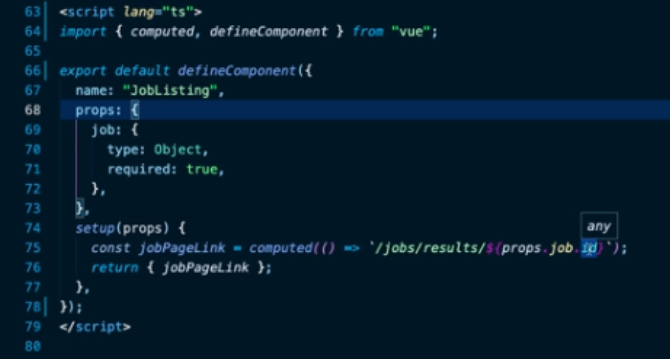 63 <script lang="ts">
64 import { computed, defineComponent } from "vue";
65
66 export default defineComponent({
67   name: "JobListing",
68   props: {
69     job: {
70       type: Object,
71       required: true,
72     },
73   },
74   setup(props) {
any
75     const jobPageLink = computed(() => `/jobs/results/${props.job.id}`);
76     return { jobPageLink };
77   },
78 });
79 </script>
80